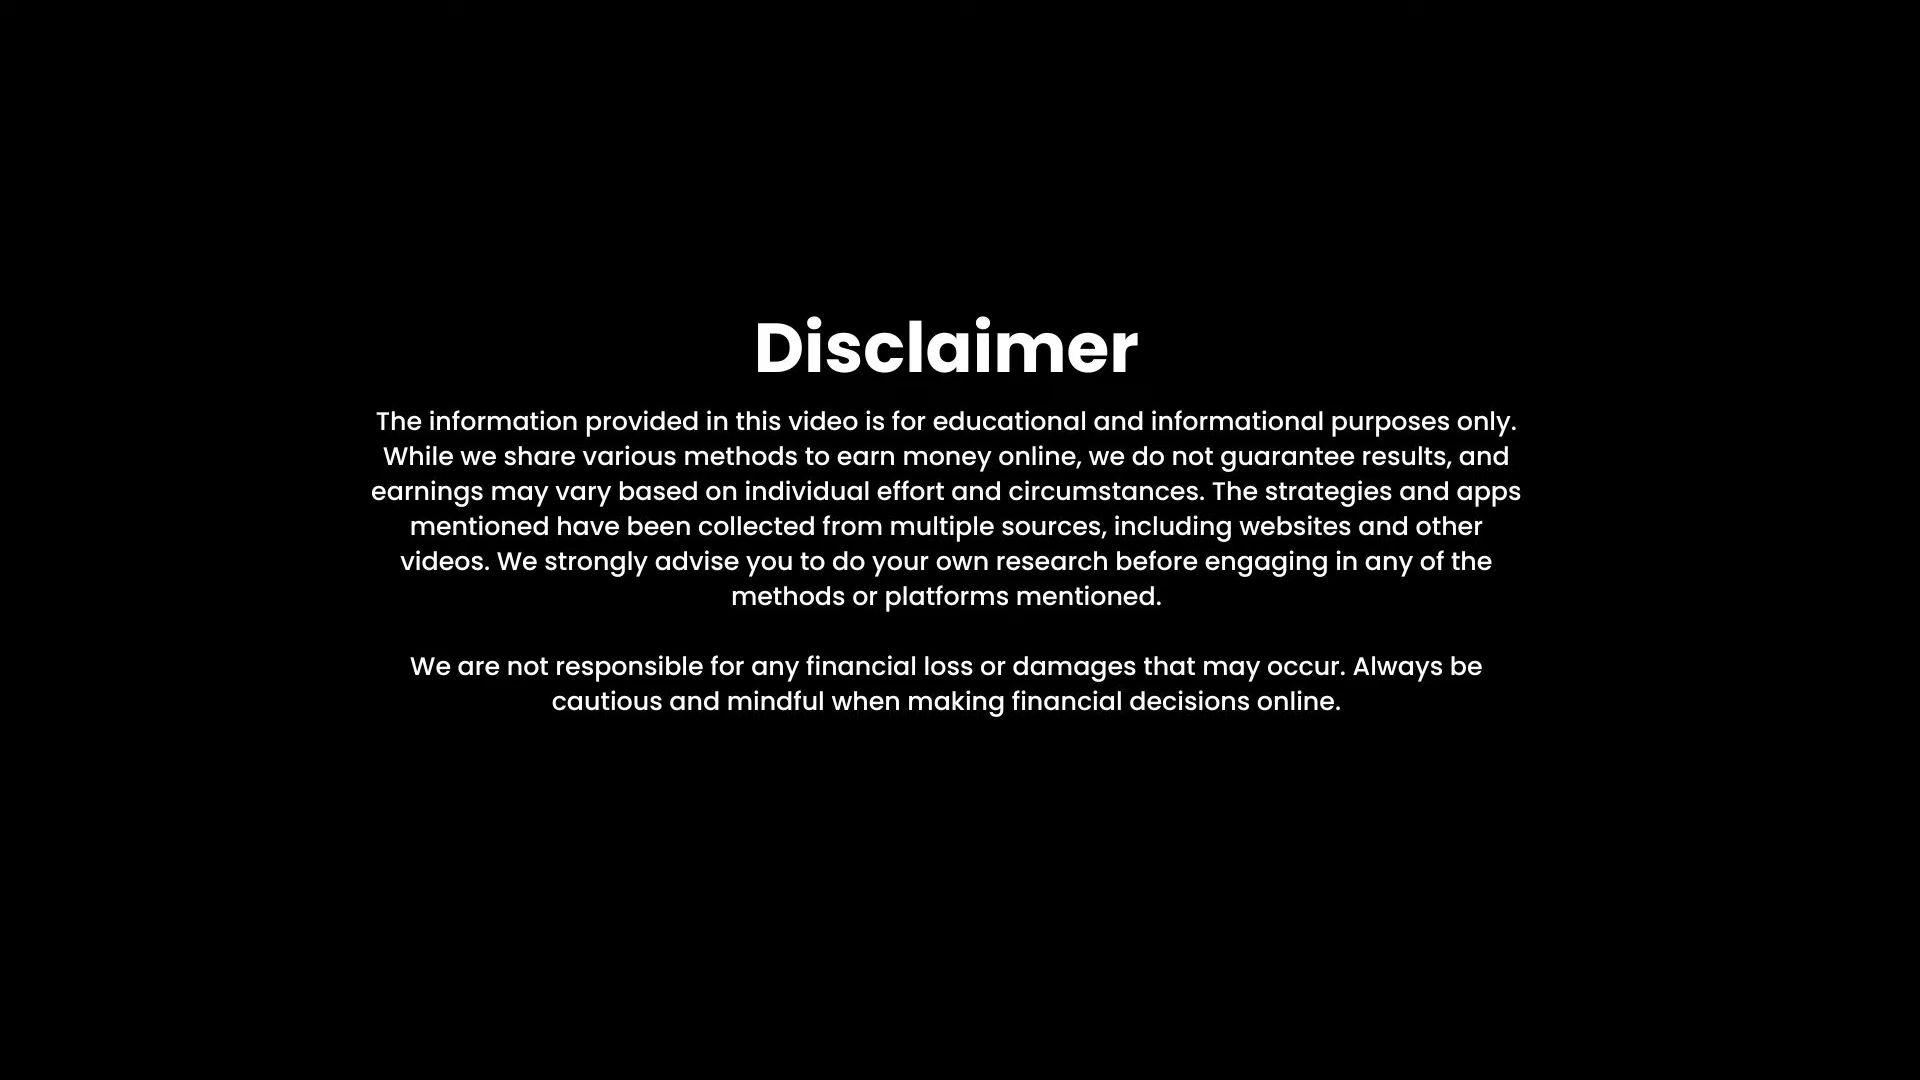 Disclaimer
The information provided in this video is for educational and informational purposes only.
While we share various methods to earn money online, we do not guarantee results, and
earnings may vary based on individual effort and circumstances. The strategies and apps
mentioned have been collected from multiple sources, including websites and other
videos. We strongly advise you to do your own research before engaging in any of the
methods or platforms mentioned.
We are not responsible for any financial loss or damages that may occur. Always be
cautious and mindful when making financial decisions online.